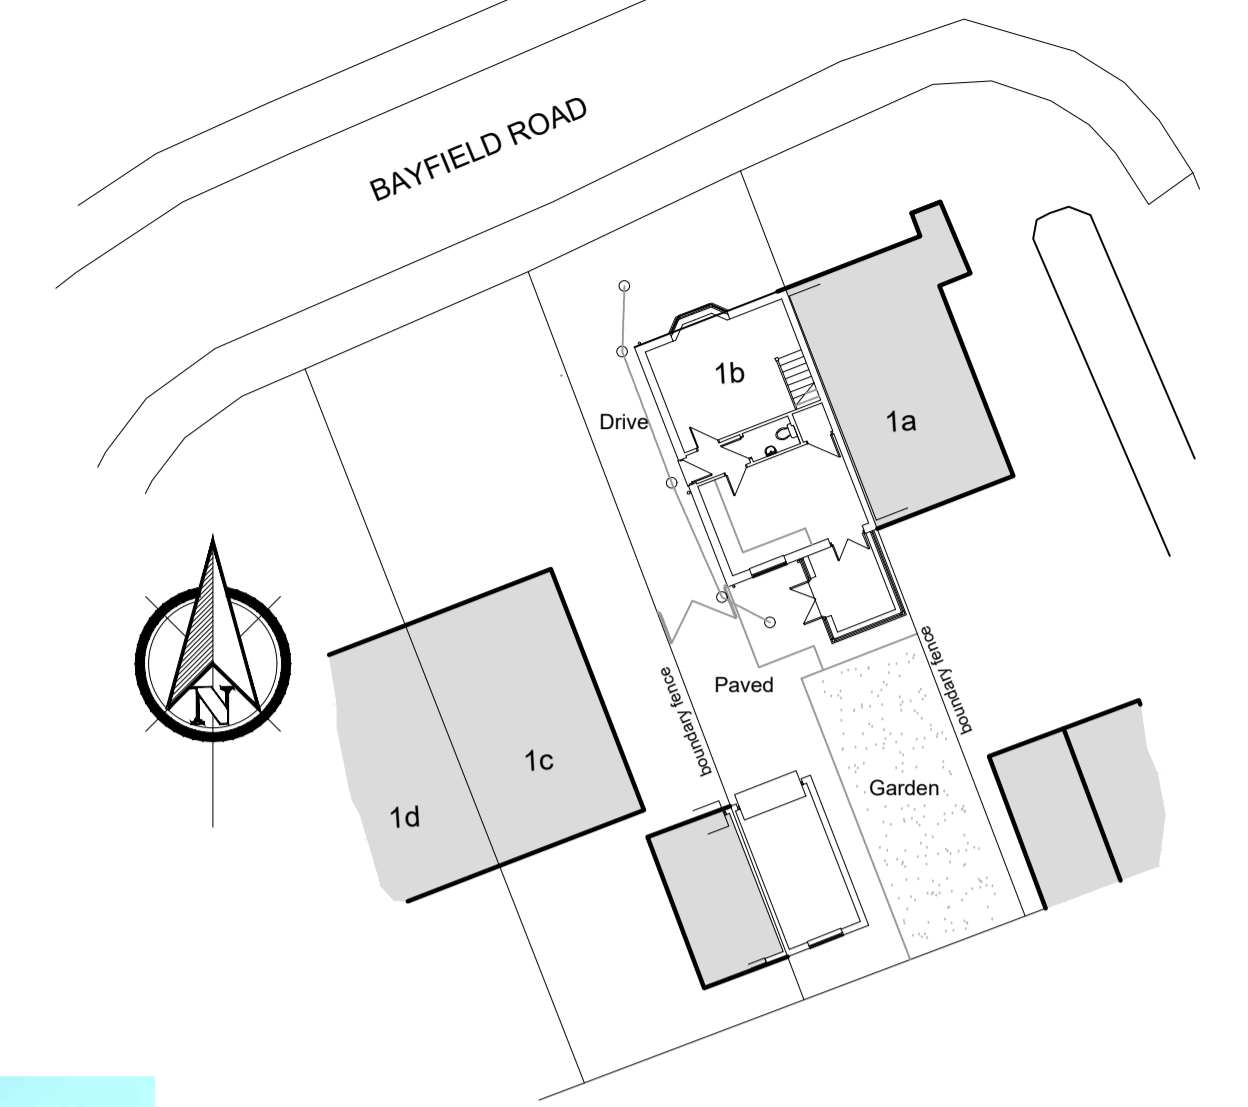 BAYFIELD ROAD
1b
1a
Drive
N
boundary fence
boundary fence
Paved
1c
Garden
1d